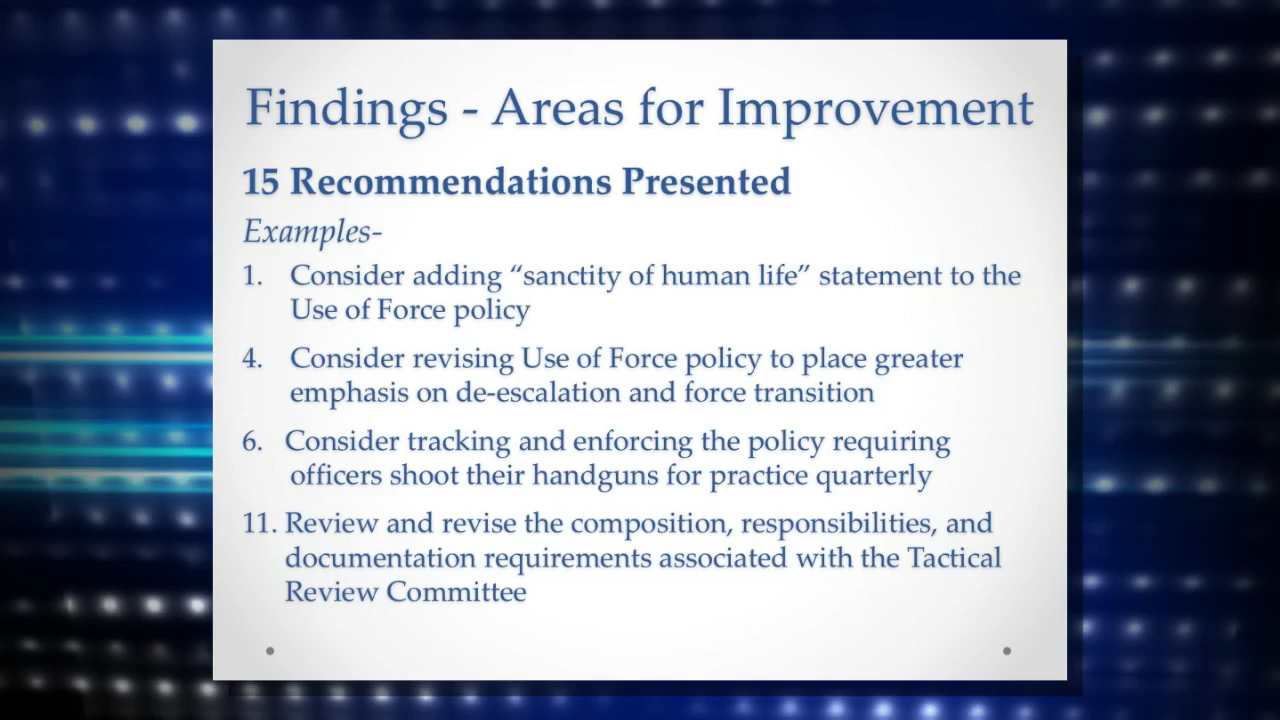 Findings - Areas for Improvement
15 Recommendations Presented
Examples-
1. Consider adding “sanctity of human life” statement to the
Use of Force policy
4. Consider revising Use of Force policy to place greater
emphasis on de-escalation and force transition
6. Consider tracking and enforcing the policy requiring
officers shoot their handguns for practice quarterly
11. Review and revise the composition, responsibilities, and
documentation requirements associated with the Tactical
Review Committee